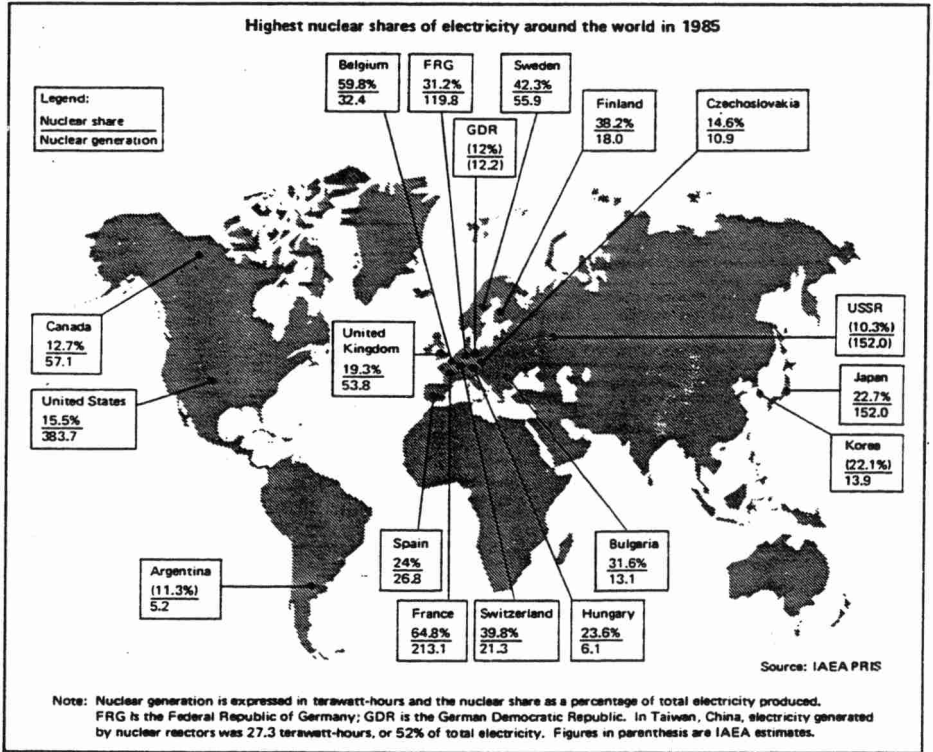 Highest nuclear shares of electricity around the world in 1985
Legend:
Nuclear share
Nuclear generation
Belgium
59.8%
32.4
FRG
31.2%
119.8
Sweden
42.3%
55.9
GDR
(12%)
(12.2)
Finland
38.2%
18.0
Czechoslovakia
14.6%
10.9
Canada
12.7%
57.1
United States
15.5%
383.7
United
Kingdom
19.3%
53.8
USSR
(10.3%)
(152.0)
Japan
22.7%
152.0
Korea
(22.1%)
13.9
Argentina
(11.3%)
5.2
Spain
24%
26.8
France
64.8%
213.1
Switzerland
39.8%
21.3
Hungary
23.6%
6.1
Bulgaria
31.6%
13.1
Source: IAEA PRIS
Note: Nuclear generation is expressed in terawatt-hours and the nuclear share as a percentage of total electricity produced.
FRG is the Federal Republic of Germany; GDR is the German Democratic Republic. In Taiwan, China, electricity generated
by nuclear reactors was 27.3 terawatt-hours, or 52% of total electricity. Figures in parenthesis are IAEA estimates.